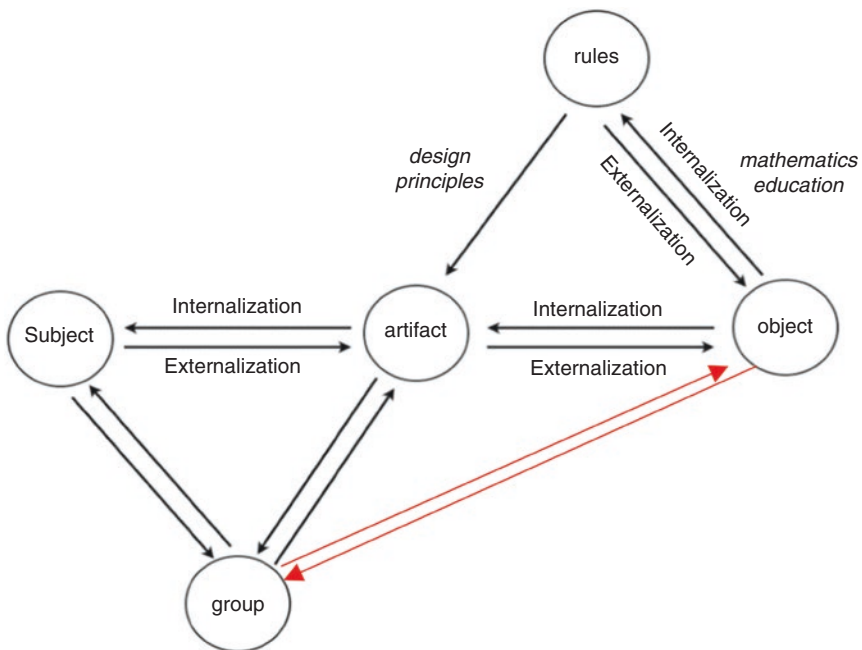 rules
design
principles
Internalization
Externalization
mathematics
education
Subject
Internalization
Externalization
artifact
Internalization
Externalization
object
group